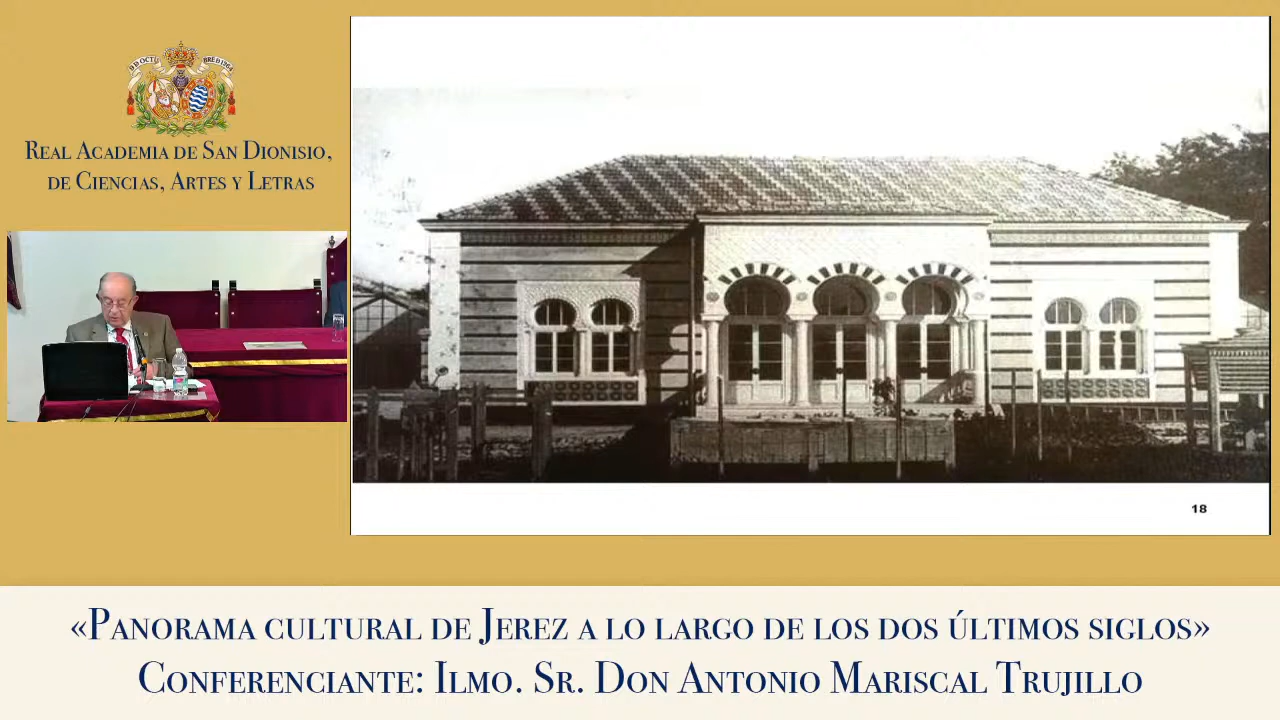 Real Academia de San Dionisio,
de Ciencias, Artes y Letras
18
«Panorama cultural de Jerez a lo largo de los dos últimos siglos»
Conferenciante: Ilmo. Sr. Don Antonio Mariscal Trujillo